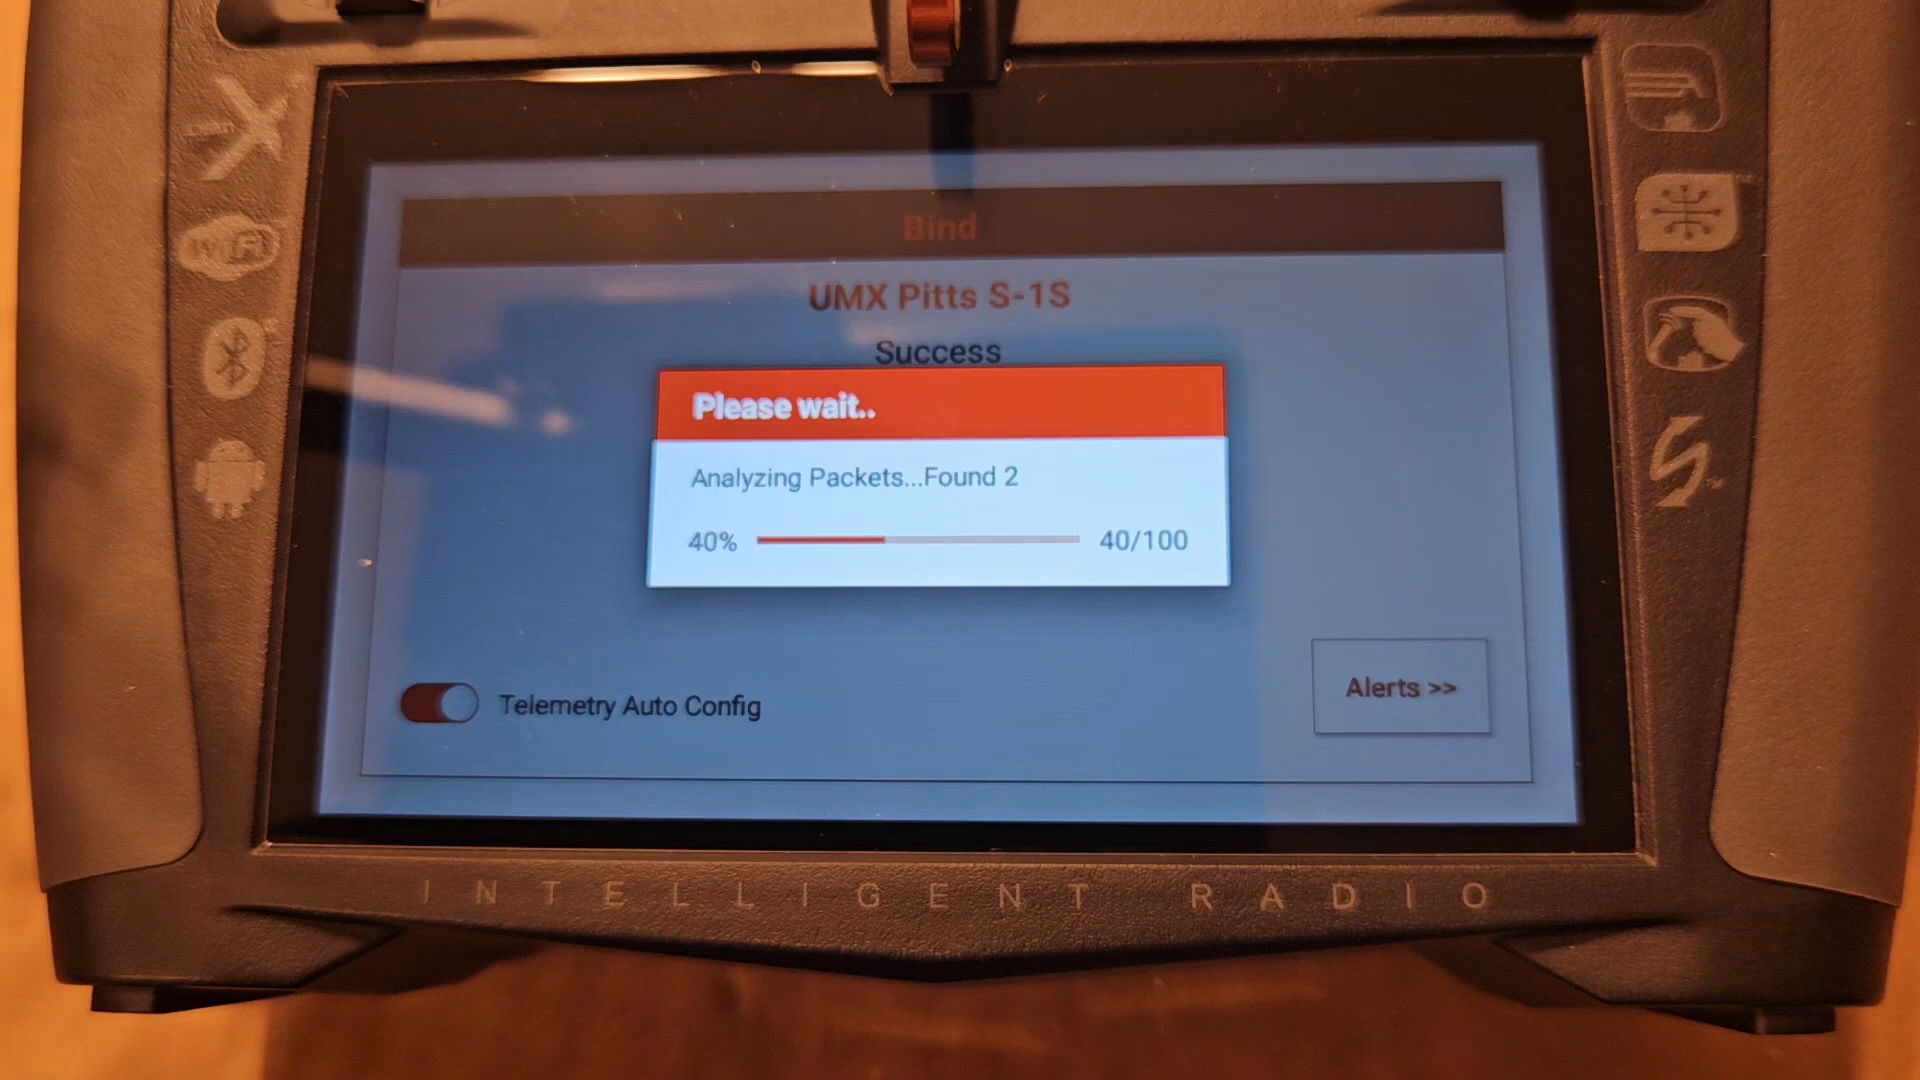 Bind
UMX Pitts S-1S
Success
Please wait..
Analyzing Packets...Found 2
40%
40/100
Telemetry Auto Config
Alerts >>
WiFi
INTELLIGENT RADIO